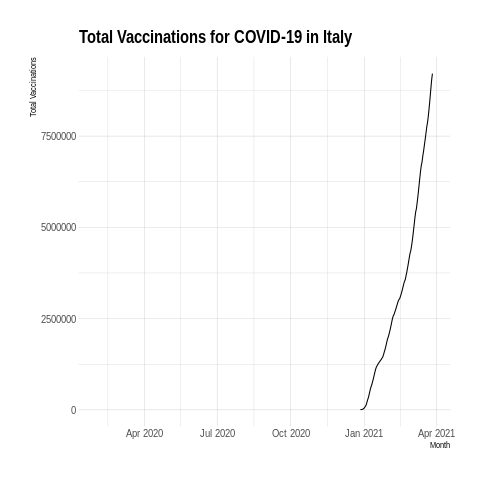 Total Vaccinations for COVID-19 in Italy
Total Vaccinations
7500000
5000000
2500000
0
Apr 2020 Jul 2020 Oct 2020 Jan 2021 Apr 2021
Month